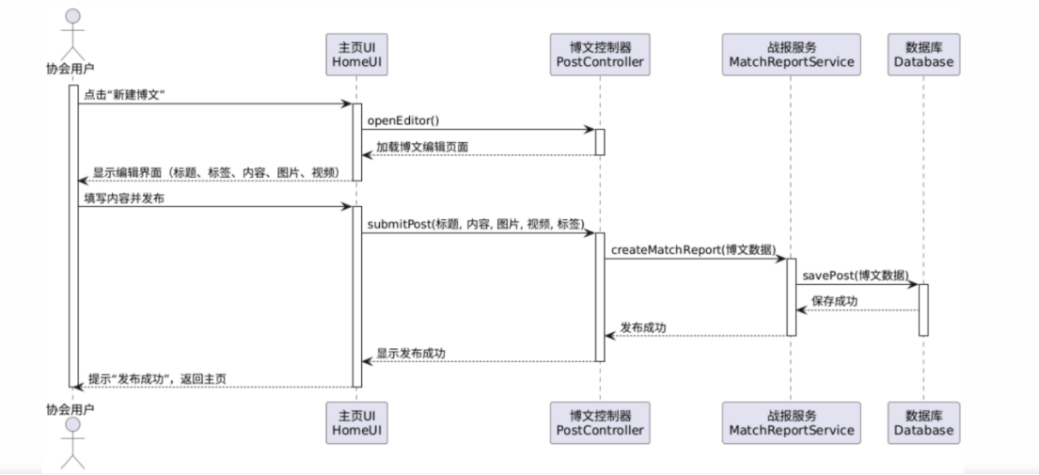 协会用户
主页UI
HomeUI
博文控制器
PostController
战报服务
MatchReportService
数据库
Database
点击“新建博文”
openEditor()
加载博文编辑页面
显示编辑界面（标题、标签、内容、图片、视频）
填写内容并发布
submitPost(标题, 内容, 图片, 视频, 标签)
createMatchReport(博文数据)
savePost(博文数据)
保存成功
发布成功
显示发布成功
提示“发布成功”，返回主页
协会用户
主页UI
HomeUI
博文控制器
PostController
战报服务
MatchReportService
数据库
Database